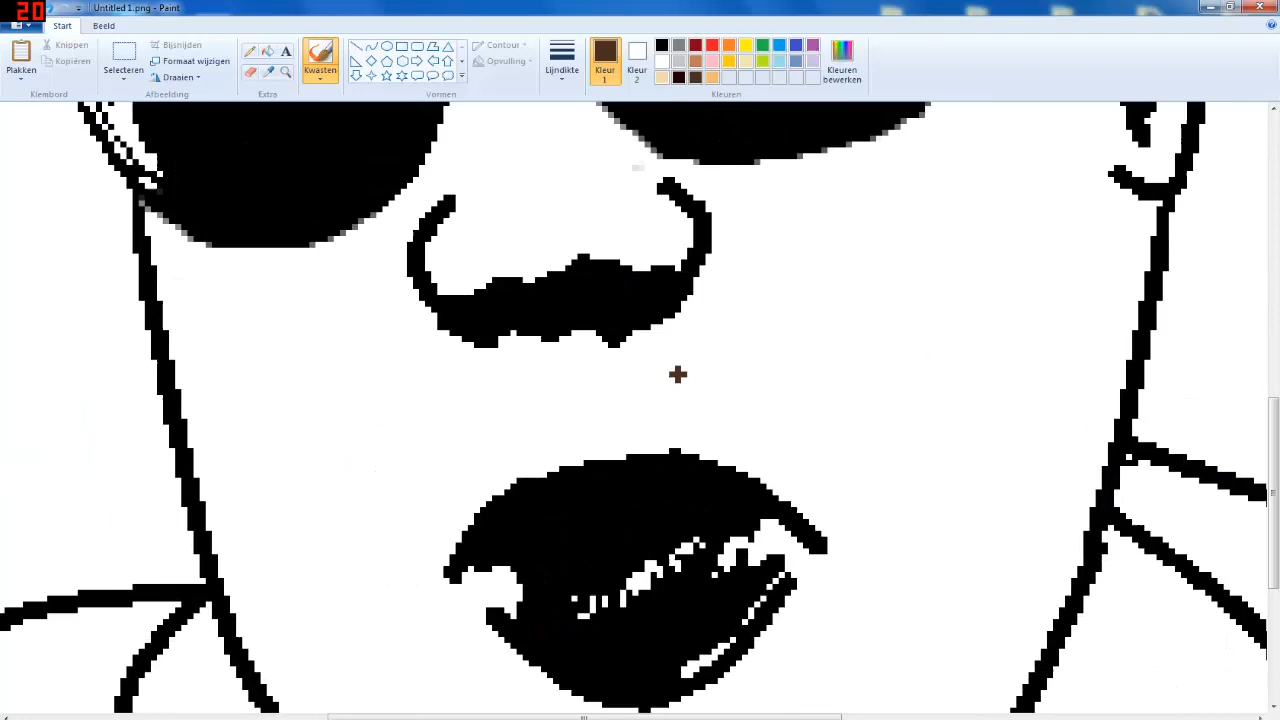 20
Untitled 1.png - Paint
Start Beeld
Plakken
Knippen
Kopiëren
Klembord
Selecteren
Bijsnijden
Formaat wijzigen
Draaien
Afbeelding
A
Extra
Kwasten
Contour
Opvulling
Vormen
Lijndikte
Kleur 1
Kleur 2
Kleuren bewerken
Kleuren